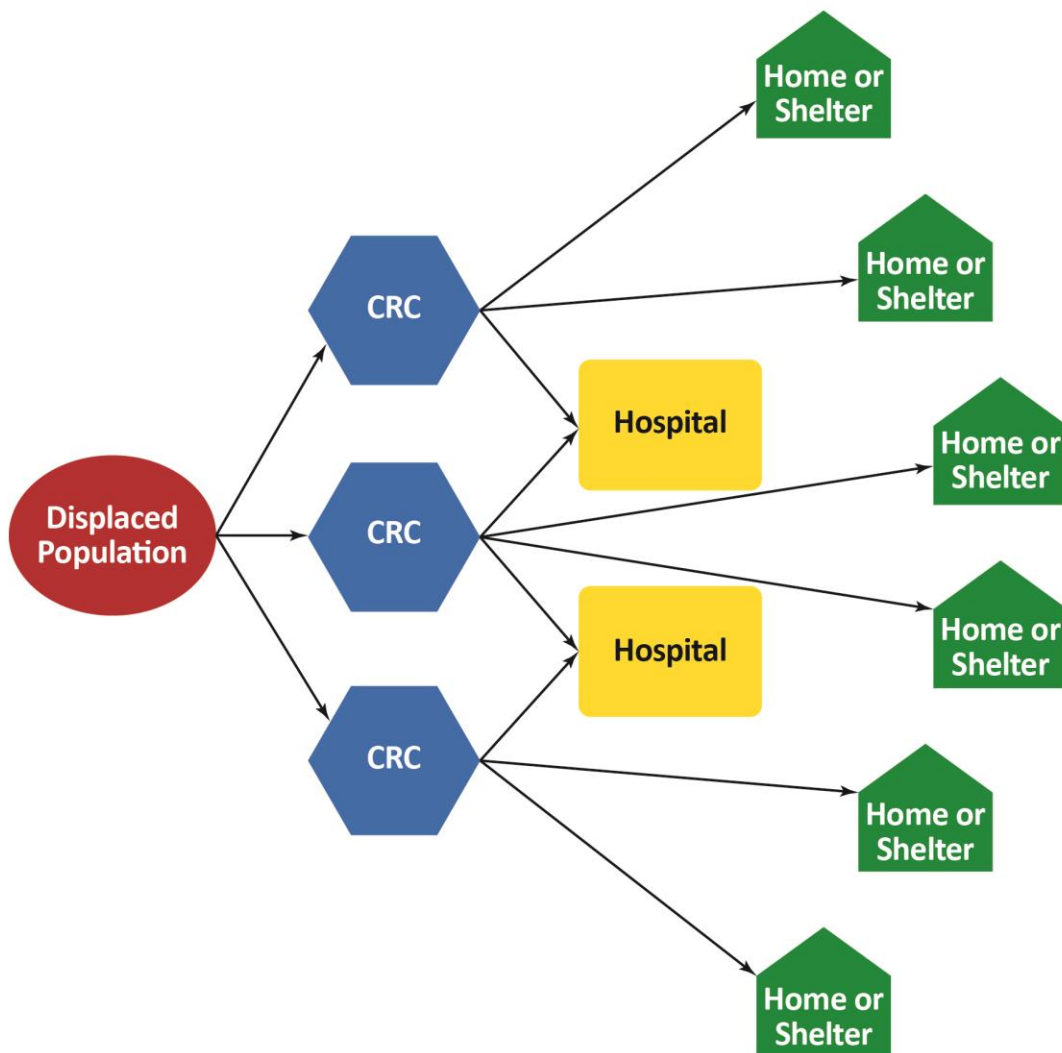 Home or
Shelter
Home or
Shelter
CRC
Hospital
Home or
Shelter
Displaced
Population
CRC
Home or
Shelter
Hospital
CRC
Home or
Shelter
Home or
Shelter